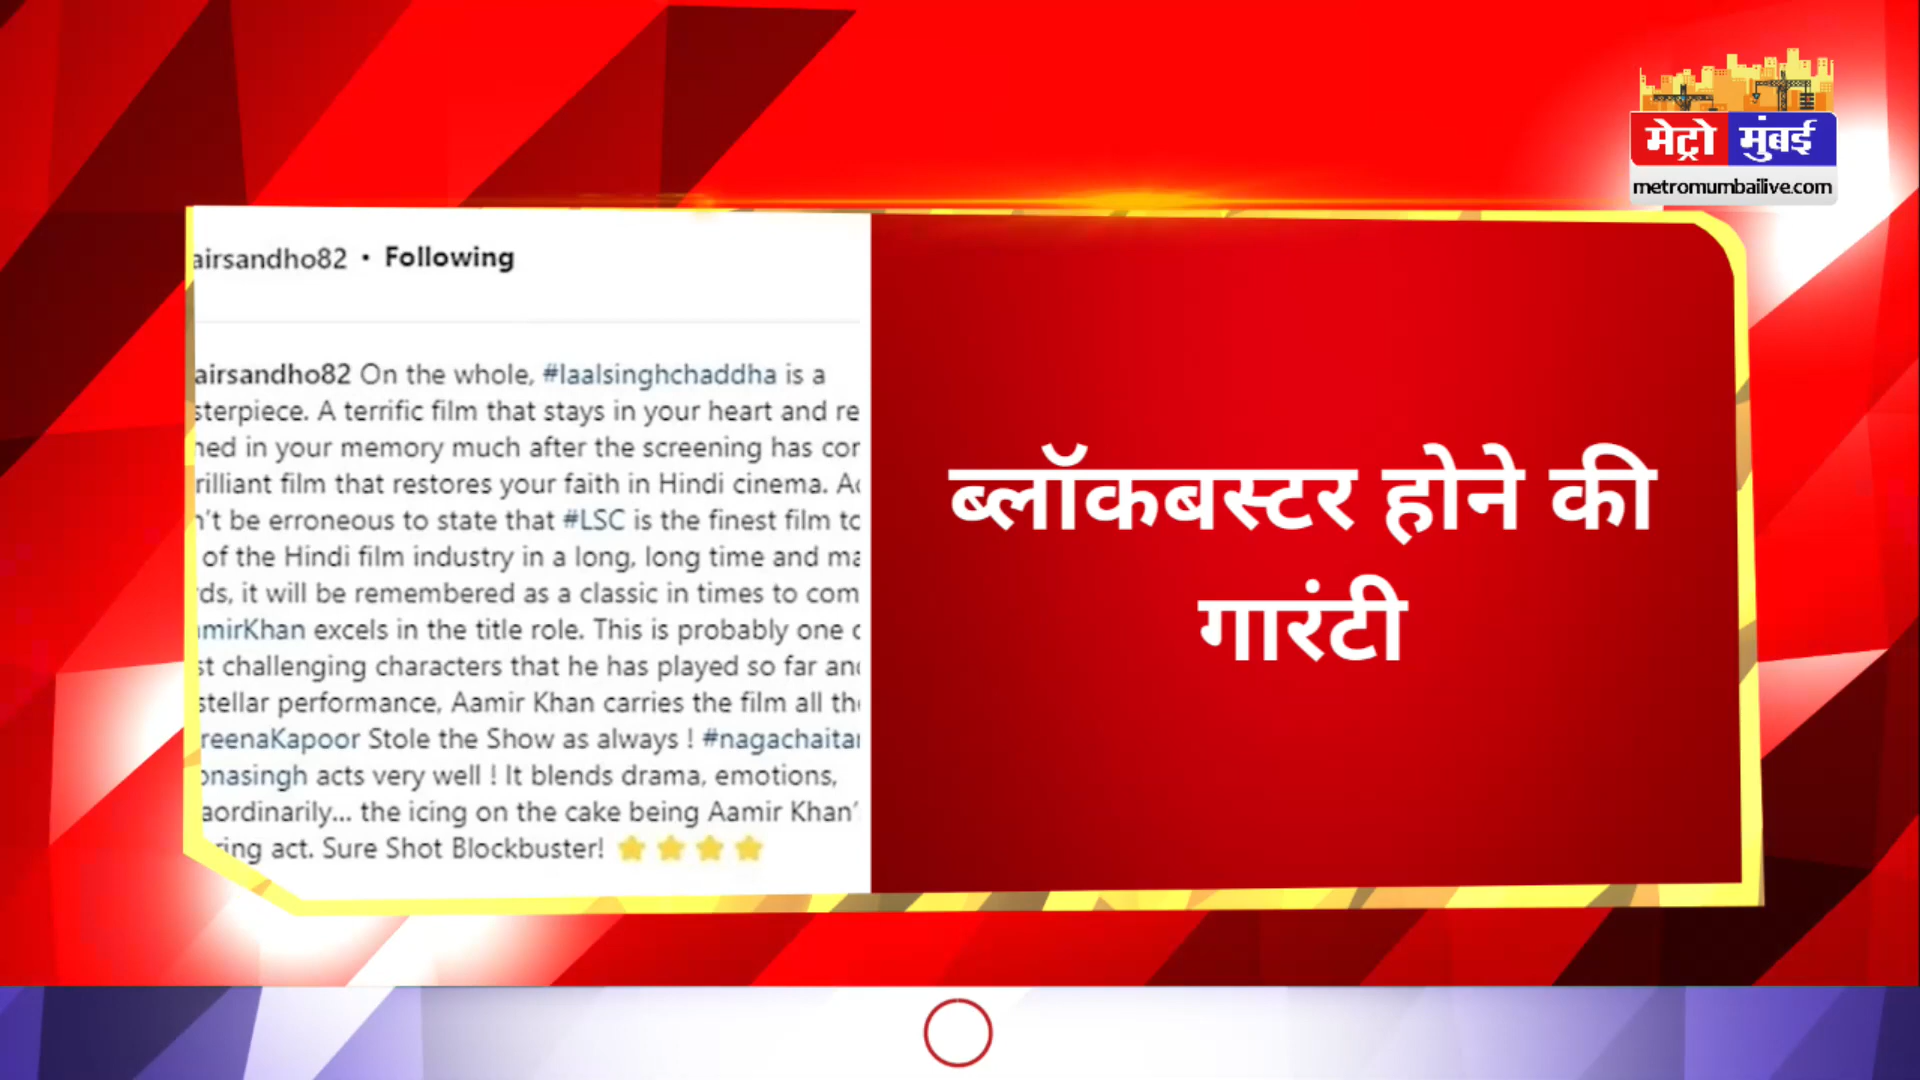 मेट्रो मुंबई
metromumbailive.com
airsandho82 • Following
airsandho82 On the whole, #laalsinghchaddha is a
sterpiece. A terrific film that stays in your heart and re
ned in your memory much after the screening has cor
rilliant film that restores your faith in Hindi cinema. Ac
n't be erroneous to state that #LSC is the finest film to
of the Hindi film industry in a long, long time and ma
rds, it will be remembered as a classic in times to com
amirKhan excels in the title role. This is probably one o
st challenging characters that he has played so far and
stellar performance, Aamir Khan carries the film all the
reenaKapoor Stole the Show as always ! #nagachaitan
onasingh acts very well ! It blends drama, emotions,
aordinarily... the icing on the cake being Aamir Khan'
ring act. Sure Shot Blockbuster! ⭐⭐⭐⭐
ब्लॉकबस्टर होने की
गारंटी